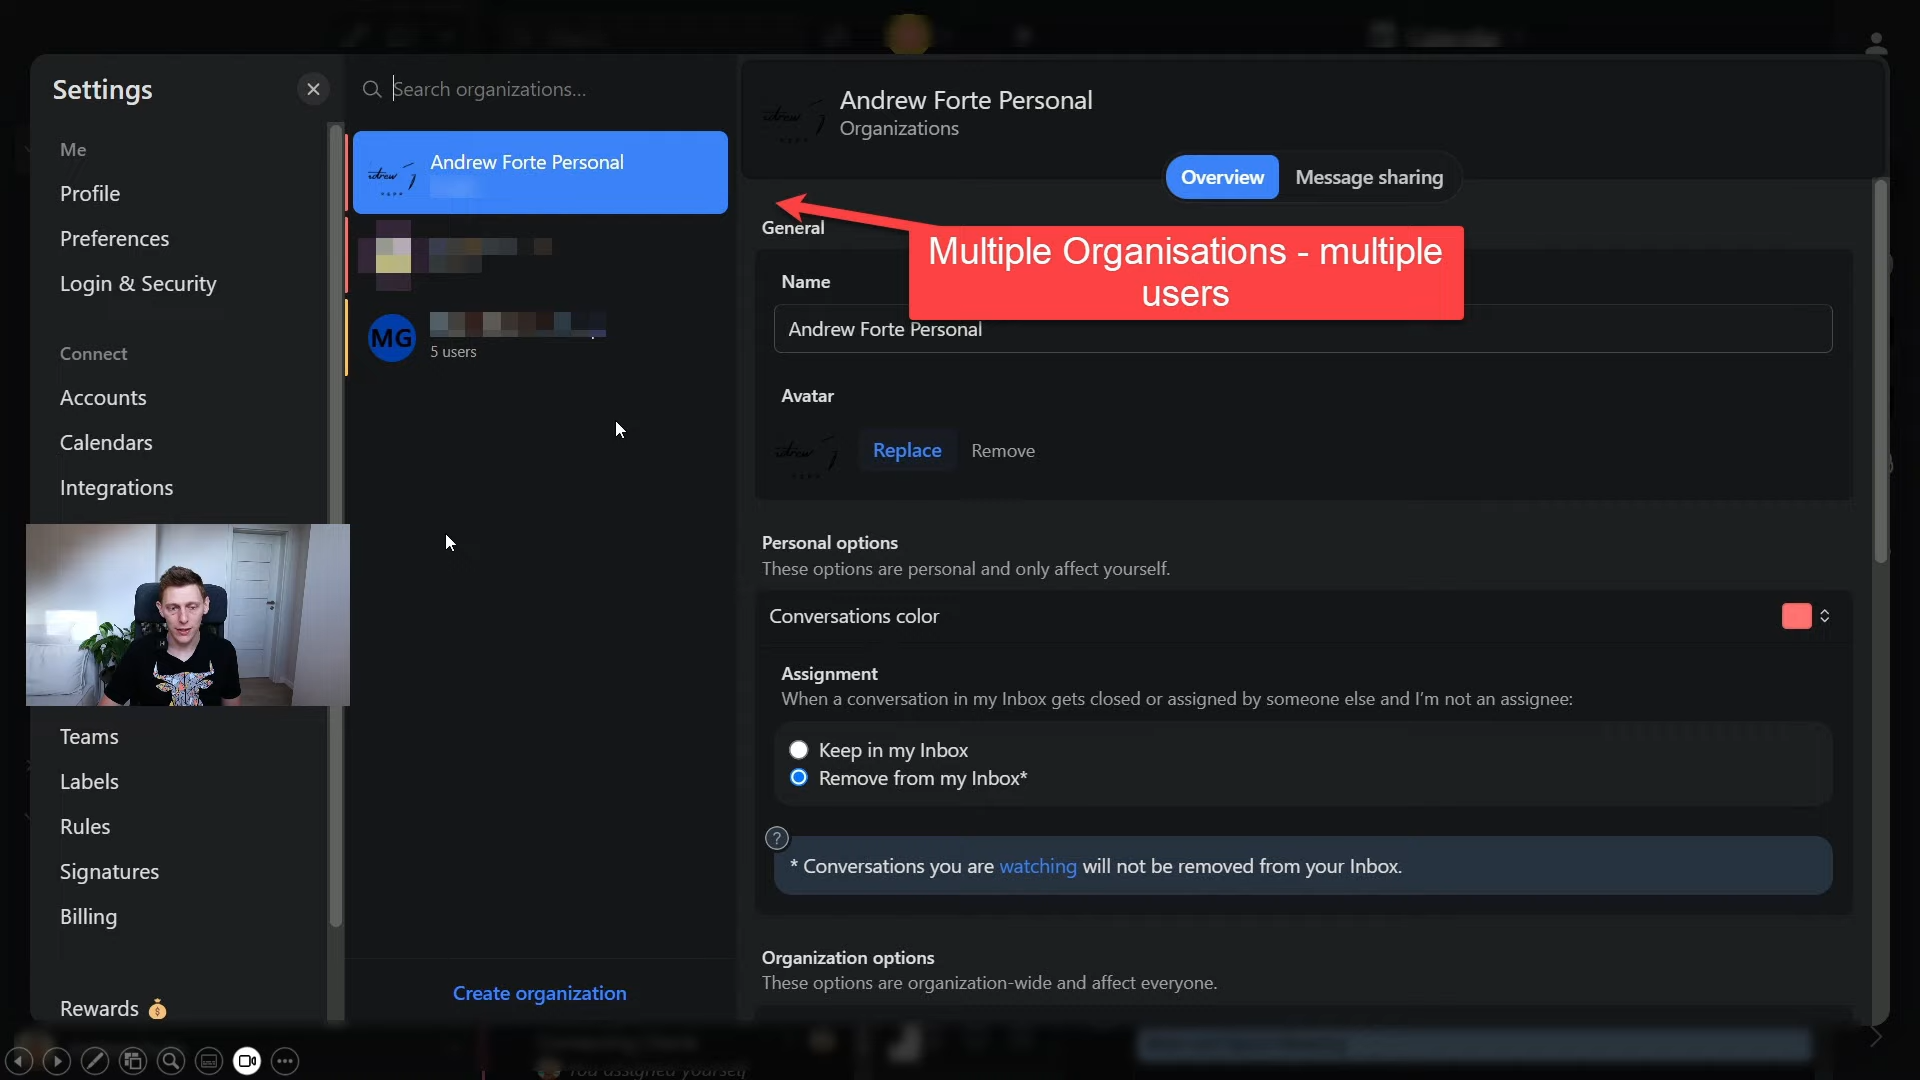 Settings
Me
Profile
Preferences
Login & Security
Connect
Accounts
Calendars
Integrations
Teams
Labels
Rules
Signatures
Billing
Rewards
Search organizations...
Andrew Forte Personal
MG
5 users
Create organization
Andrew Forte Personal
Organizations
Overview
Message sharing
General
Multiple Organisations - multiple
users
Name
Andrew Forte Personal
Avatar
Replace
Remove
Personal options
These options are personal and only affect yourself.
Conversations color
Assignment
When a conversation in my Inbox gets closed or assigned by someone else and I'm not an assignee:
Keep in my Inbox
Remove from my Inbox*
?
* Conversations you are watching will not be removed from your Inbox.
Organization options
These options are organization-wide and affect everyone.
You assigned yourself